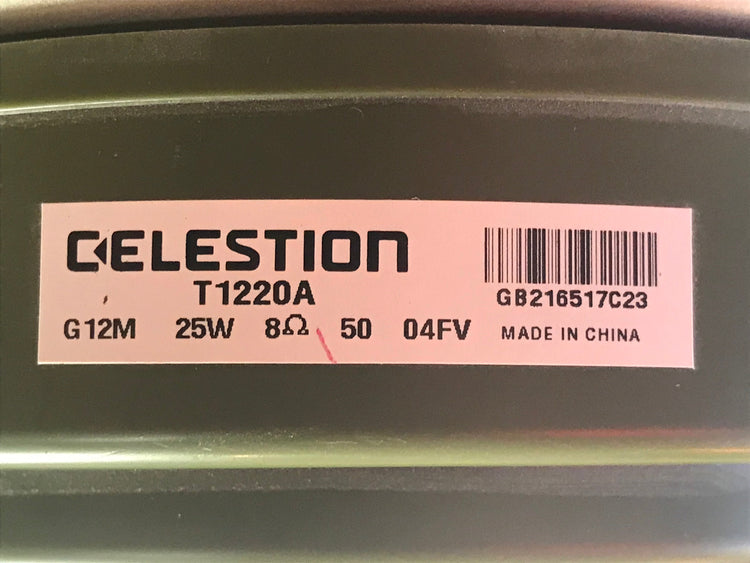 CELESTION
T1220A
G12M 25W 8Ω 50 04FV
GB216517C23
MADE IN CHINA